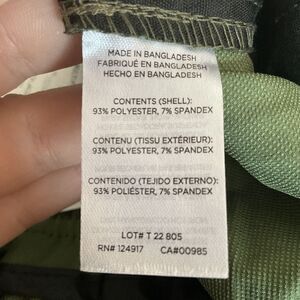 MADE IN BANGLADESH
FABRIQUÉ EN BANGLADESH
HECHO EN BANGLADESH
CONTENTS (SHELL):
93% POLYESTER, 7% SPANDEX
CONTENU (TISSU EXTÉRIEUR):
93% POLYESTER, 7% SPANDEX
CONTENIDO (TEJIDO EXTERNO):
93% POLIÉSTER, 7% SPANDEX
LOT# T 22 805
RN# 124917 CA#00985